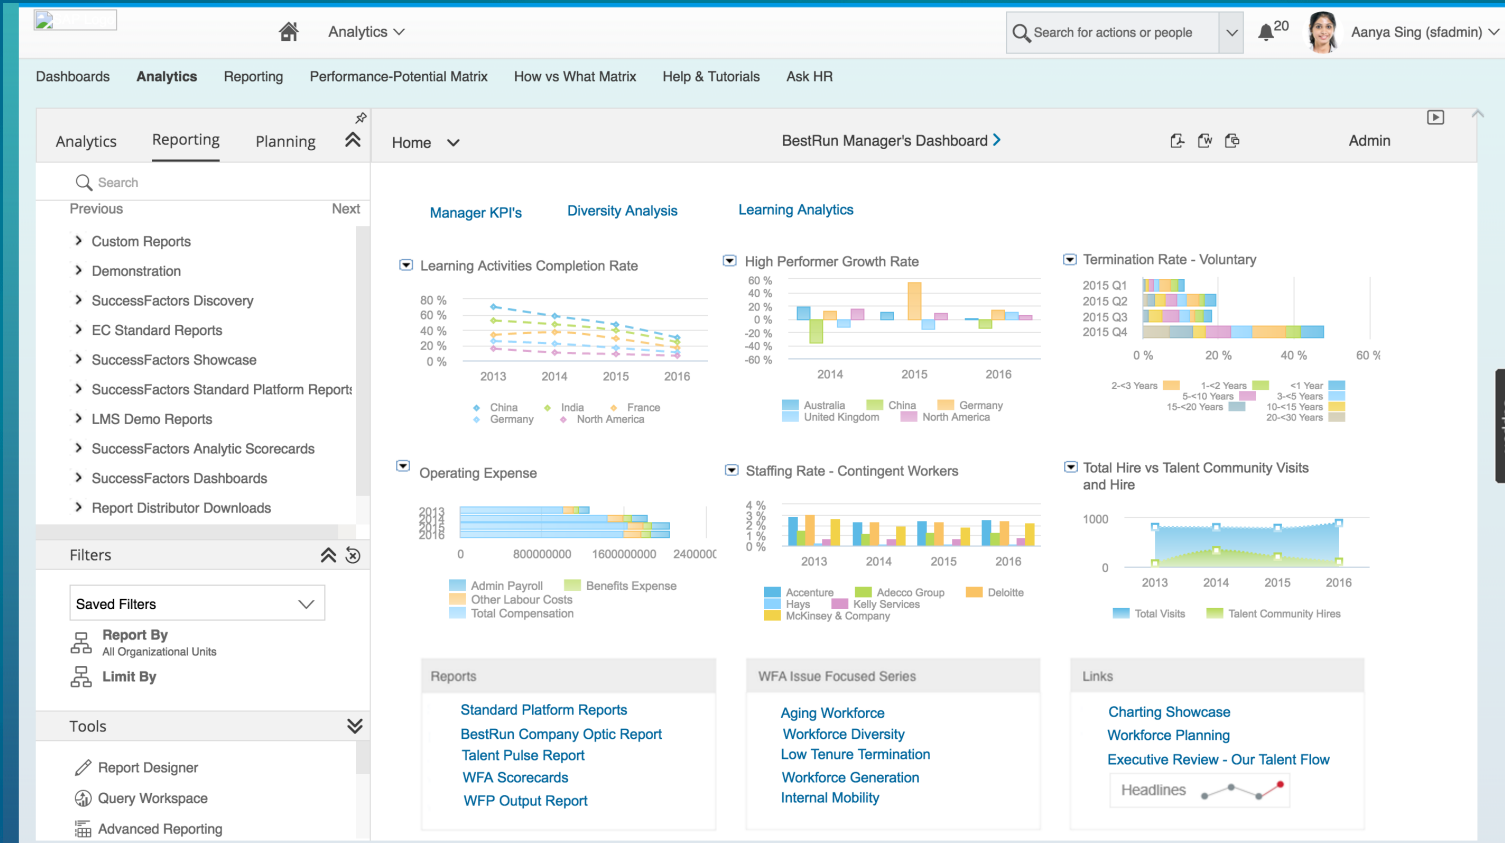 Analytics
Search for actions or people
20
Aanya Sing (sfadmin)
Dashboards Analytics Reporting Performance-Potential Matrix How vs What Matrix Help & Tutorials Ask HR
Analytics Reporting Planning
Home
BestRun Manager's Dashboard
Admin
Search
Previous Next
Custom Reports
Demonstration
SuccessFactors Discovery
EC Standard Reports
SuccessFactors Showcase
SuccessFactors Standard Platform Reports
LMS Demo Reports
SuccessFactors Analytic Scorecards
SuccessFactors Dashboards
Report Distributor Downloads
Filters
Saved Filters
Report By
All Organizational Units
Limit By
Tools
Report Designer
Query Workspace
Advanced Reporting
Manager KPI's Diversity Analysis Learning Analytics
Learning Activities Completion Rate
80 %
60 %
40 %
20 %
0 %
2013 2014 2015 2016
China India France
Germany North America
High Performer Growth Rate
60 %
40 %
20 %
0 %
-20 %
-40 %
-60 %
2014 2015 2016
Australia China Germany
United Kingdom North America
Termination Rate - Voluntary
2015 Q1
2015 Q2
2015 Q3
2015 Q4
0 % 20 % 40 % 60 %
2-<3 Years 1-<2 Years <1 Year
5-<10 Years 3-<5 Years
15-<20 Years 10-<15 Years
20-<30 Years
Operating Expense
2013
2014
2015
2016
0 800000000 1600000000 240000
Admin Payroll Benefits Expense
Other Labour Costs
Total Compensation
Staffing Rate - Contingent Workers
4 %
3 %
2 %
1 %
0 %
2013 2014 2015 2016
Accenture Adecco Group Deloitte
Hays Kelly Services
McKinsey & Company
Total Hire vs Talent Community Visits
and Hire
1000
0
2013 2014 2015 2016
Total Visits Talent Community Hires
Reports
Standard Platform Reports
BestRun Company Optic Report
Talent Pulse Report
WFA Scorecards
WFP Output Report
WFA Issue Focused Series
Aging Workforce
Workforce Diversity
Low Tenure Termination
Workforce Generation
Internal Mobility
Links
Charting Showcase
Workforce Planning
Executive Review - Our Talent Flow
Headlines